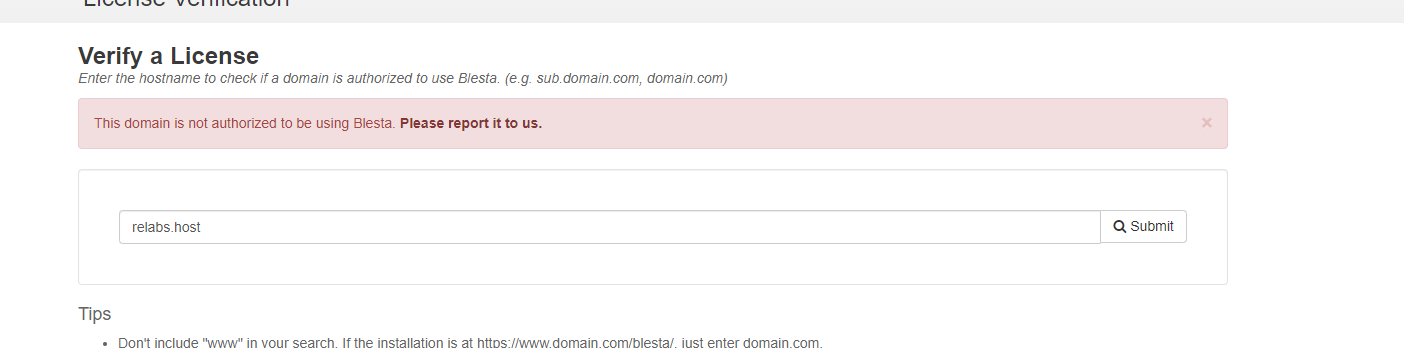 License Verification
Verify a License
Enter the hostname to check if a domain is authorized to use Blesta. (e.g. sub.domain.com, domain.com)
This domain is not authorized to be using Blesta. Please report it to us. ×
relabs.host Submit
Tips
• Don't include "www" in your search. If the installation is at https://www.domain.com/blesta/, just enter domain.com.